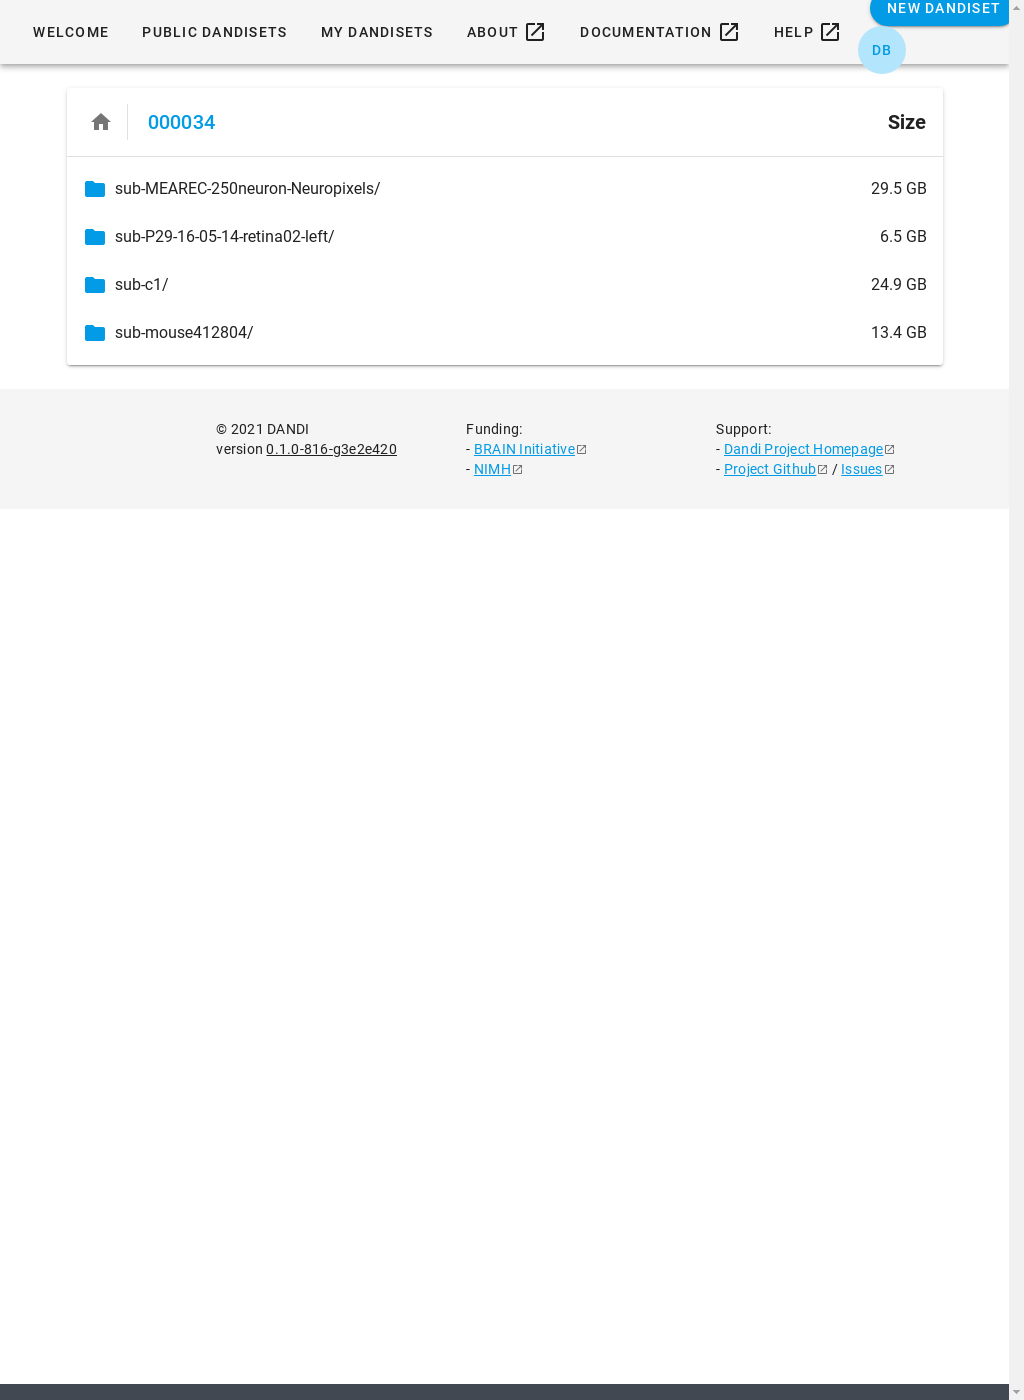 NEW DANDISET
WELCOME PUBLIC DANDISETS MY DANDISETS ABOUT DOCUMENTATION HELP
DB
000034 Size
sub-MEAREC-250neuron-Neuropixels/ 29.5 GB
sub-P29-16-05-14-retina02-left/ 6.5 GB
sub-c1/ 24.9 GB
sub-mouse412804/ 13.4 GB
© 2021 DANDI Funding: Support:
version 0.1.0-816-g3e2e420 - BRAIN Initiative - Dandi Project Homepage
- NIMH - Project Github / Issues